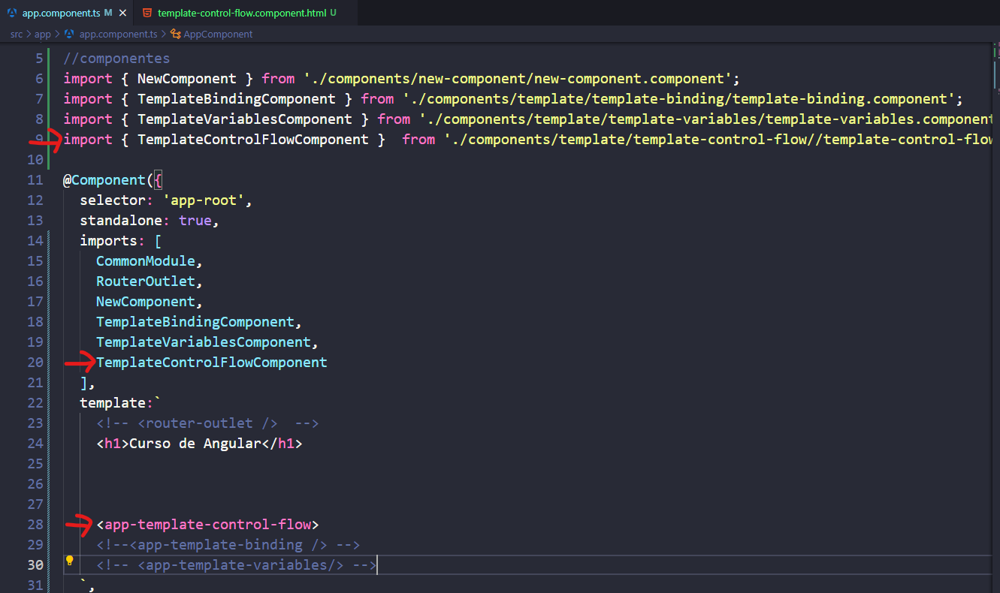 app.component.ts M ×
template-control-flow.component.html U
src > app > app.component.ts > AppComponent
5 //componentes
6 import { NewComponent } from './components/new-component/new-component.component';
7 import { TemplateBindingComponent } from './components/template/template-binding/template-binding.component';
8 import { TemplateVariablesComponent } from './components/template/template-variables/template-variables.component
9 import { TemplateControlFlowComponent }  from './components/template/template-control-flow//template-control-flow
10
11 @Component({
12 selector: 'app-root',
13 standalone: true,
14 imports: [
15 CommonModule,
16 RouterOutlet,
17 NewComponent,
18 TemplateBindingComponent,
19 TemplateVariablesComponent,
20 TemplateControlFlowComponent
21 ],
22 template:`
23 <!-- <router-outlet />  -->
24 <h1>Curso de Angular</h1>
25
26
27
28 <app-template-control-flow>
29 <!--<app-template-binding /> -->
30 <!-- <app-template-variables/> -->
31 `,